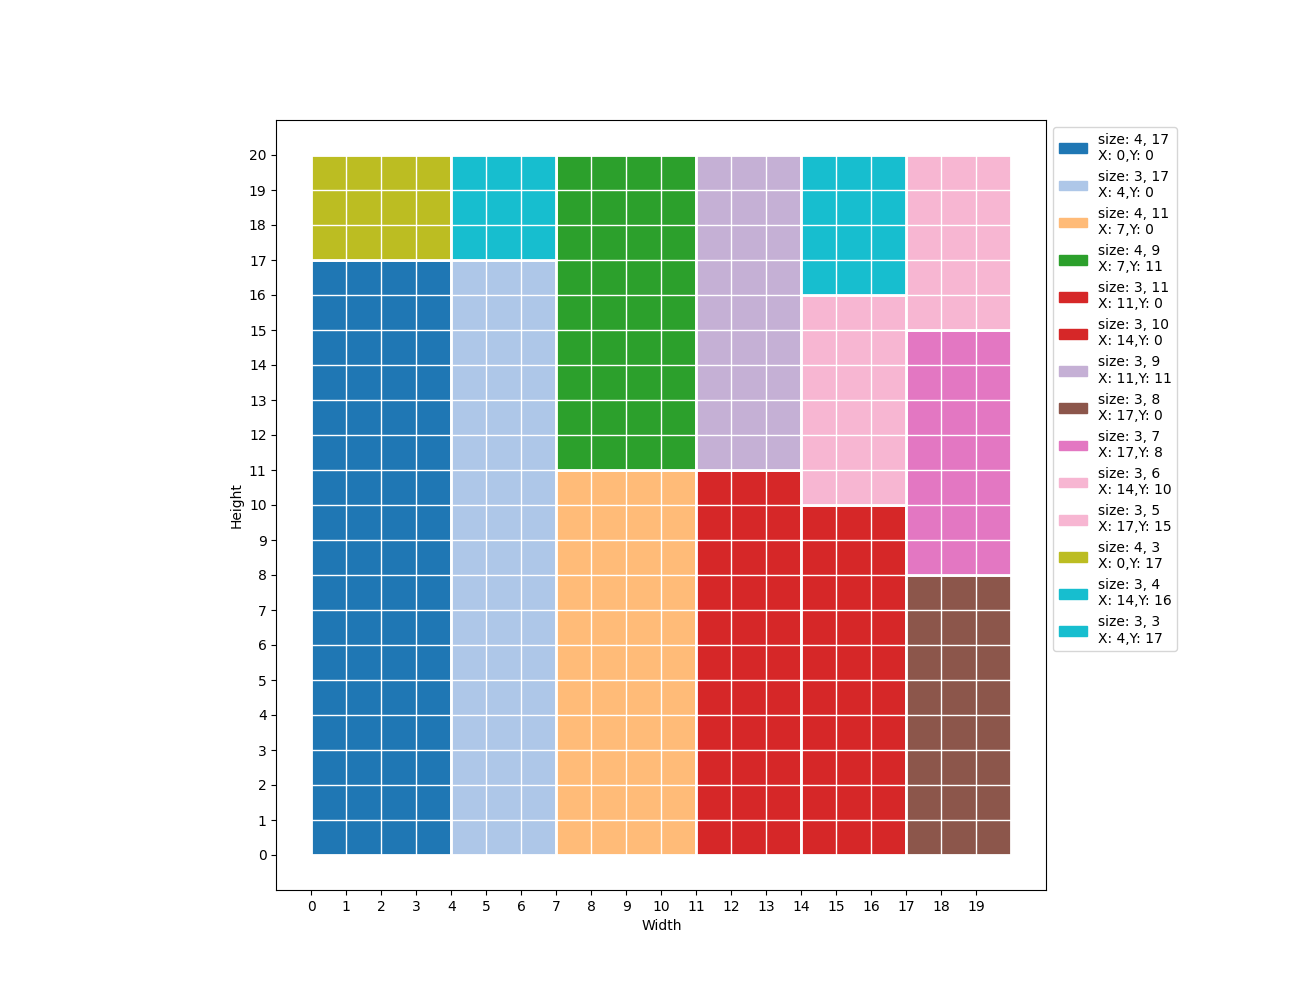 20
19
18
17
16
15
14
13
12
11
10
9
8
7
6
5
4
3
2
1
0
Height
0 1 2 3 4 5 6 7 8 9 10 11 12 13 14 15 16 17 18 19
Width
size: 4, 17
X: 0,Y: 0
size: 3, 17
X: 4,Y: 0
size: 4, 11
X: 7,Y: 0
size: 4, 9
X: 7,Y: 11
size: 3, 11
X: 11,Y: 0
size: 3, 10
X: 14,Y: 0
size: 3, 9
X: 11,Y: 11
size: 3, 8
X: 17,Y: 0
size: 3, 7
X: 17,Y: 8
size: 3, 6
X: 14,Y: 10
size: 3, 5
X: 17,Y: 15
size: 4, 3
X: 0,Y: 17
size: 3, 4
X: 14,Y: 16
size: 3, 3
X: 4,Y: 17